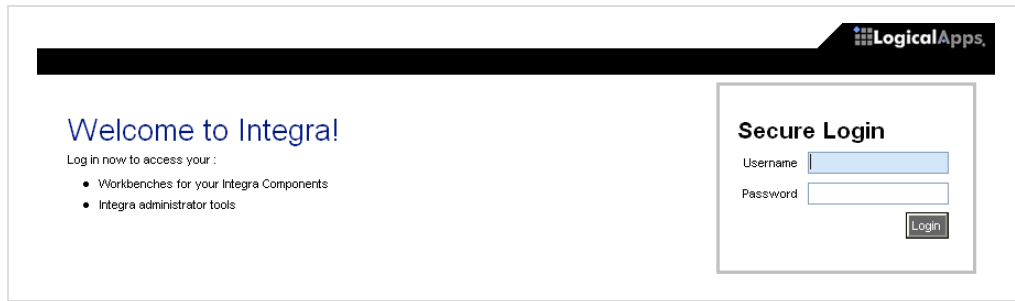 LogicalApps.
Welcome to Integra!
Log in now to access your :
Workbenches for your Integra Components
Integra administrator tools
Secure Login
Username
Password
Login